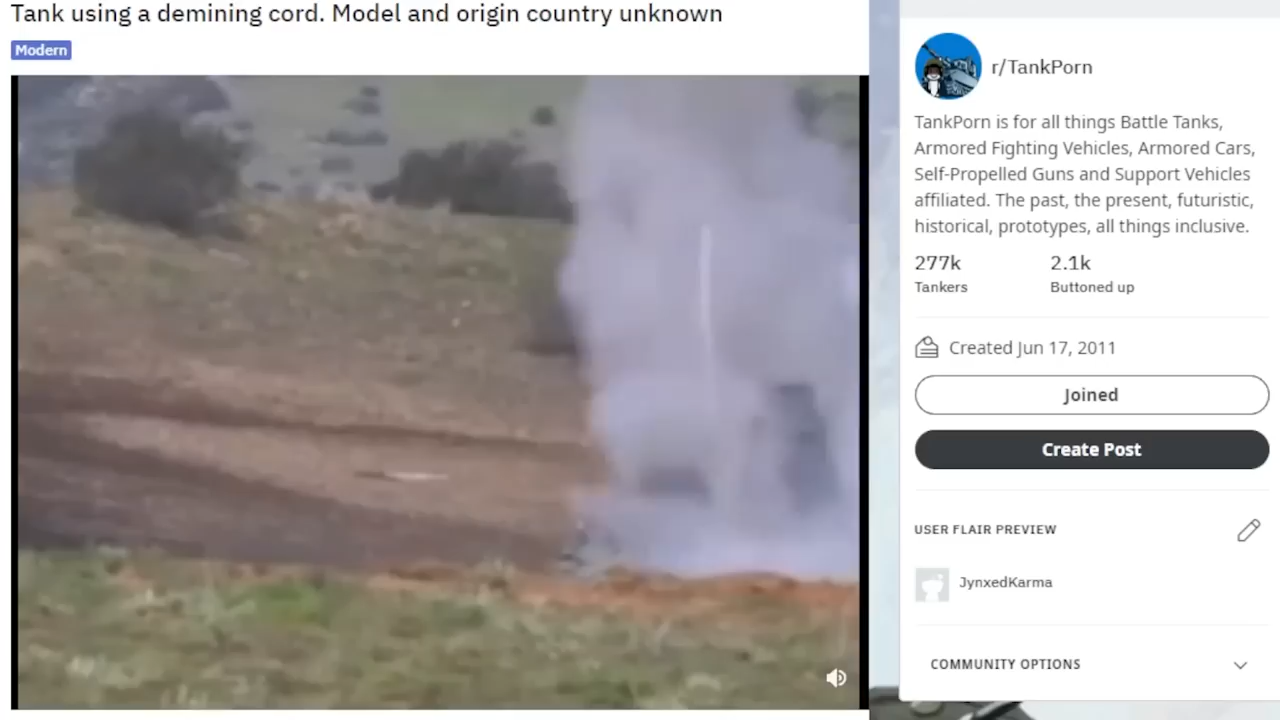 Tank using a demining cord. Model and origin country unknown
Modern
r/TankPorn
TankPorn is for all things Battle Tanks,
Armored Fighting Vehicles, Armored Cars,
Self-Propelled Guns and Support Vehicles
affiliated. The past, the present, futuristic,
historical, prototypes, all things inclusive.
277k 2.1k
Tankers Buttoned up
Created Jun 17, 2011
Joined
Create Post
USER FLAIR PREVIEW
JynxedKarma
COMMUNITY OPTIONS